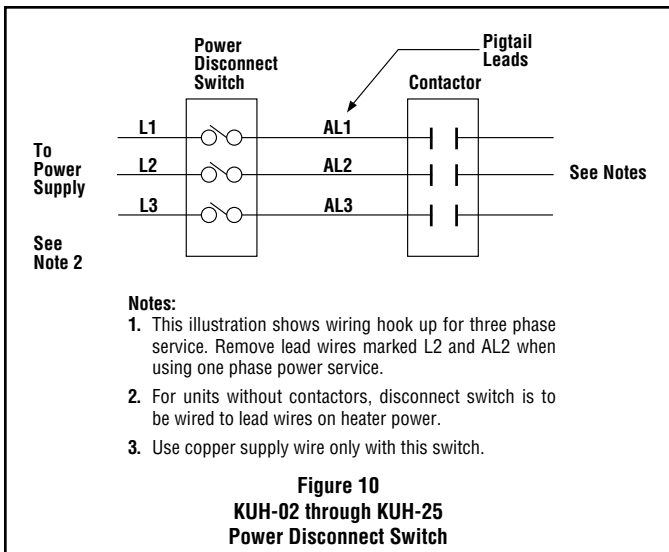 Power
Disconnect
Switch
Pigtail
Leads
Contactor
To
Power
Supply
L1
AL1
L2
AL2
L3
AL3
See Notes
See
Note 2
Notes:
1. This illustration shows wiring hook up for three phase
service. Remove lead wires marked L2 and AL2 when
using one phase power service.
2. For units without contactors, disconnect switch is to
be wired to lead wires on heater power.
3. Use copper supply wire only with this switch.
Figure 10
KUH-02 through KUH-25
Power Disconnect Switch